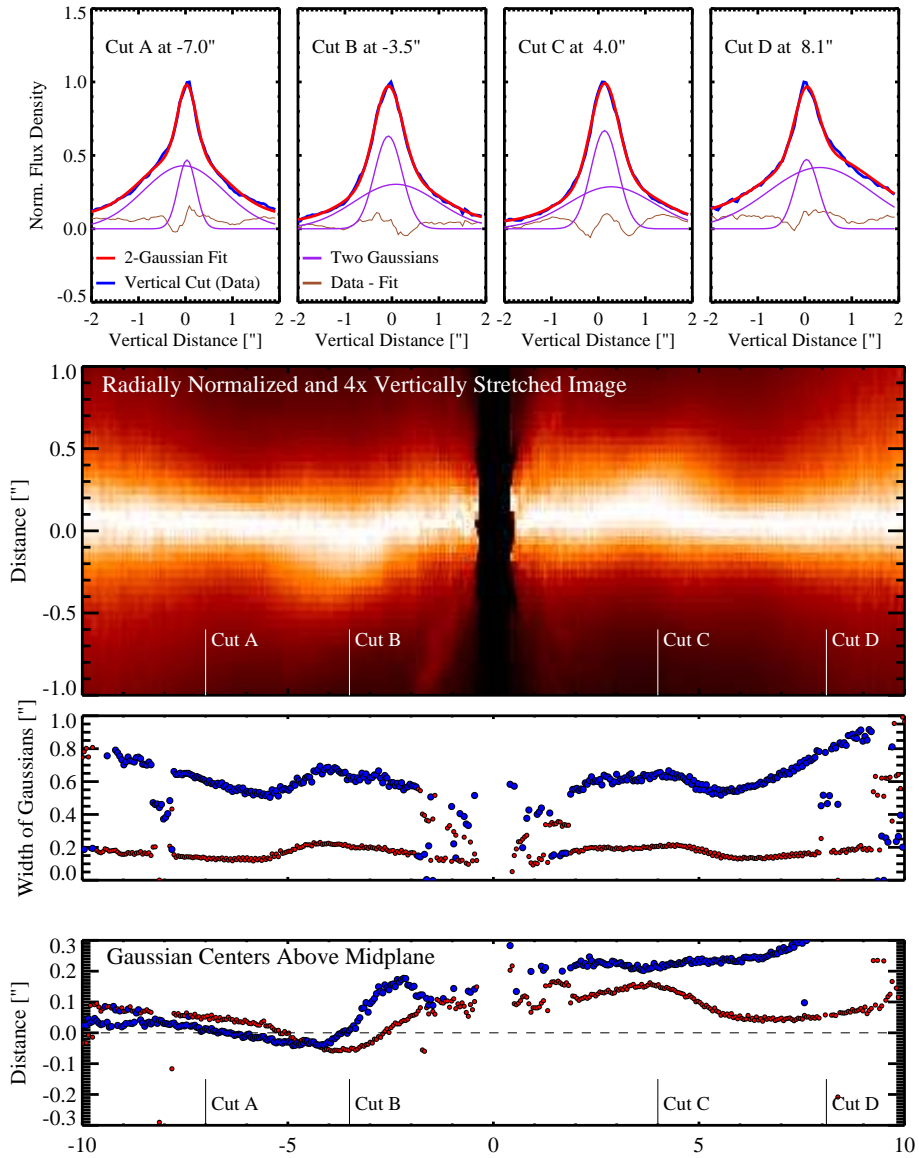 Cut A at -7.0"
Cut B at -3.5"
Cut C at 4.0"
Cut D at 8.1"
1.5
1.0
0.5
0.0
-0.5
Norm. Flux Density
2-Gaussian Fit
Vertical Cut (Data)
Two Gaussians
Data - Fit
-2 -1 0 1 2
-2 -1 0 1 2
-2 -1 0 1 2
-2 -1 0 1 2
Vertical Distance ["]
Vertical Distance ["]
Vertical Distance ["]
Vertical Distance ["]
Radially Normalized and 4x Vertically Stretched Image
1.0
0.5
0.0
-0.5
-1.0
Distance ["]
Cut A
Cut B
Cut C
Cut D
1.0
0.8
0.6
0.4
0.2
0.0
Width of Gaussians ["]
Gaussian Centers Above Midplane
0.3
0.2
0.1
0.0
-0.1
-0.2
-0.3
Distance ["]
Cut A
Cut B
Cut C
Cut D
-10 -5 0 5 10